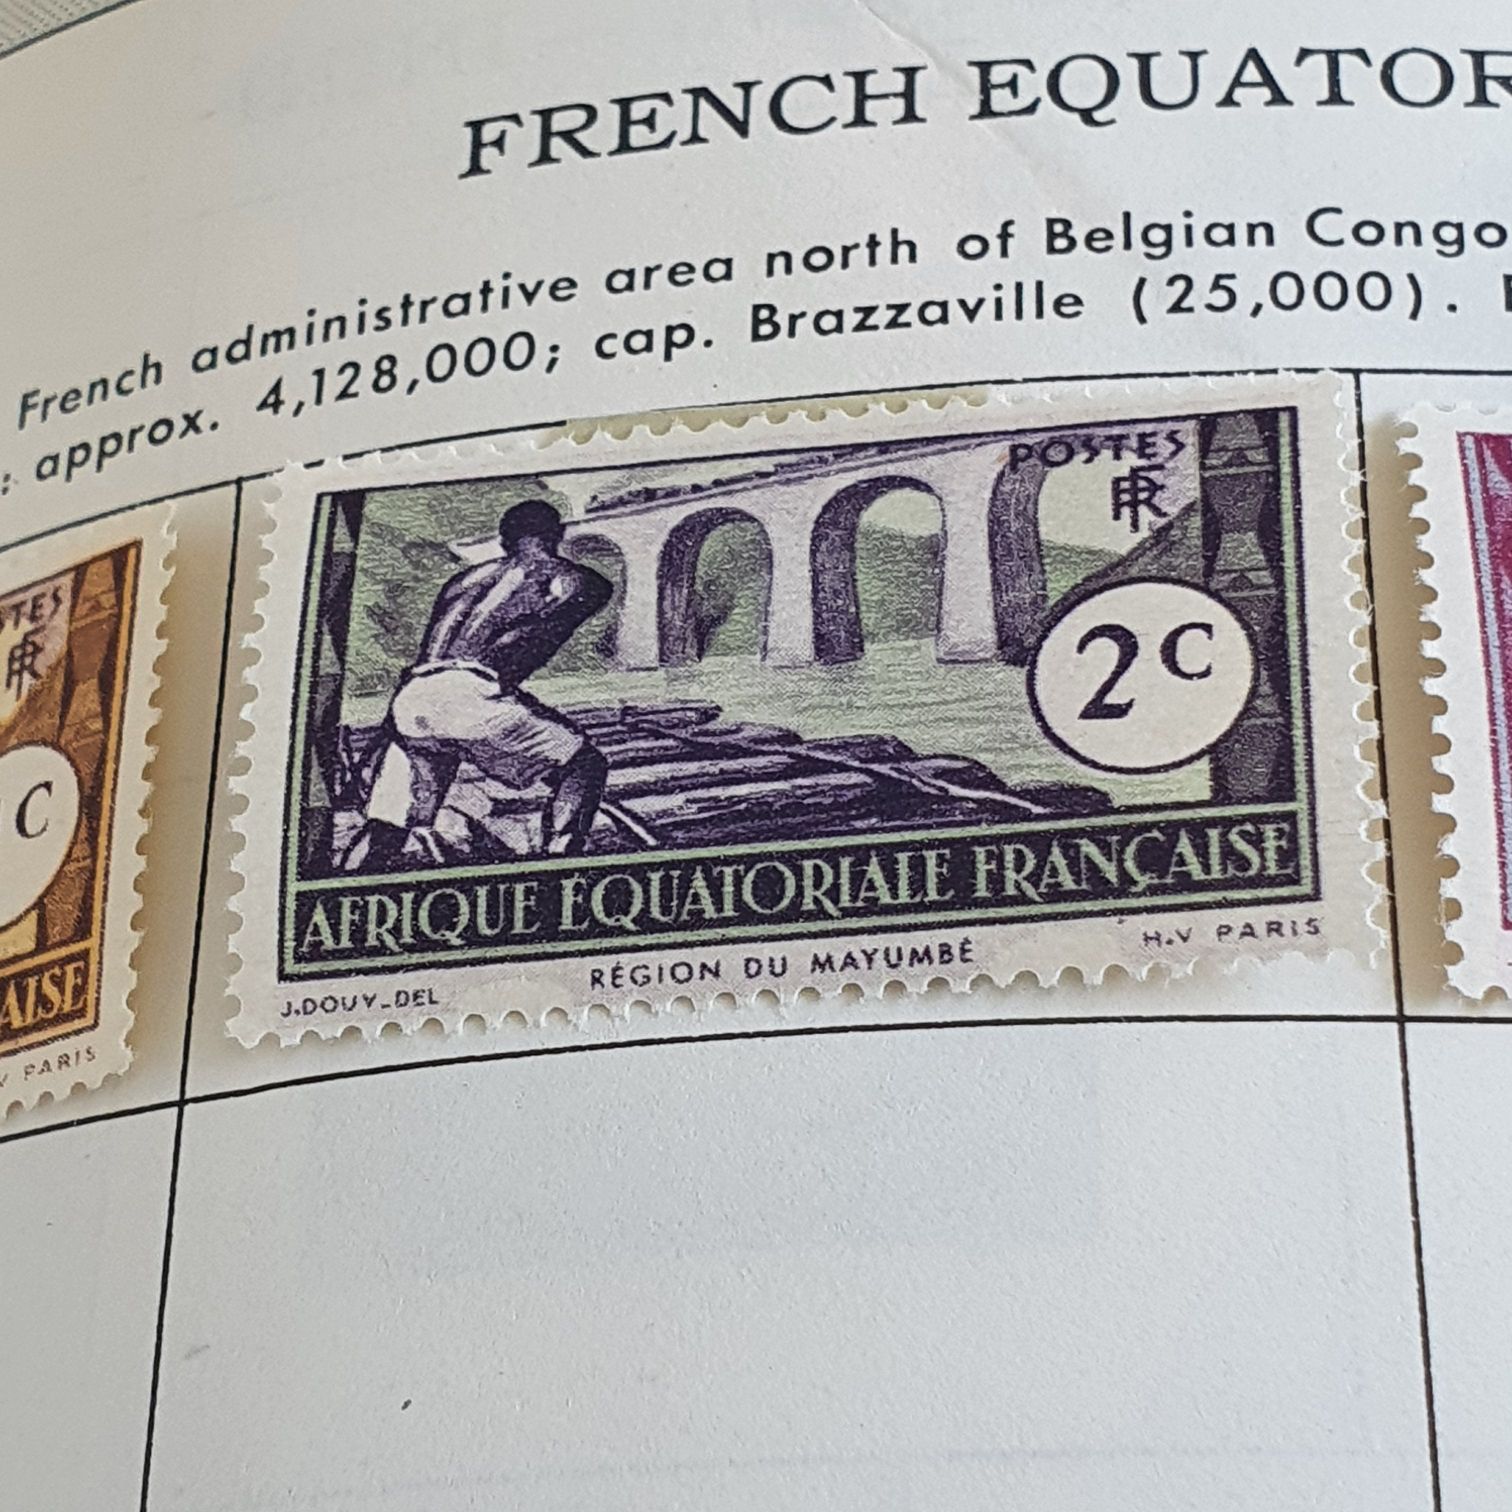 FRENCH EQUATOR
French administrative area north of Belgian Congo
: approx. 4,128,000; cap. Brazzaville (25,000).
POSTES
RF
2c
AFRIQUE ÉQUATORIALE FRANÇAISE
J.DOUY_DEL
RÉGION DU MAYUMBÉ
H.V PARIS
STES
RF
C
AISE
V PARIS